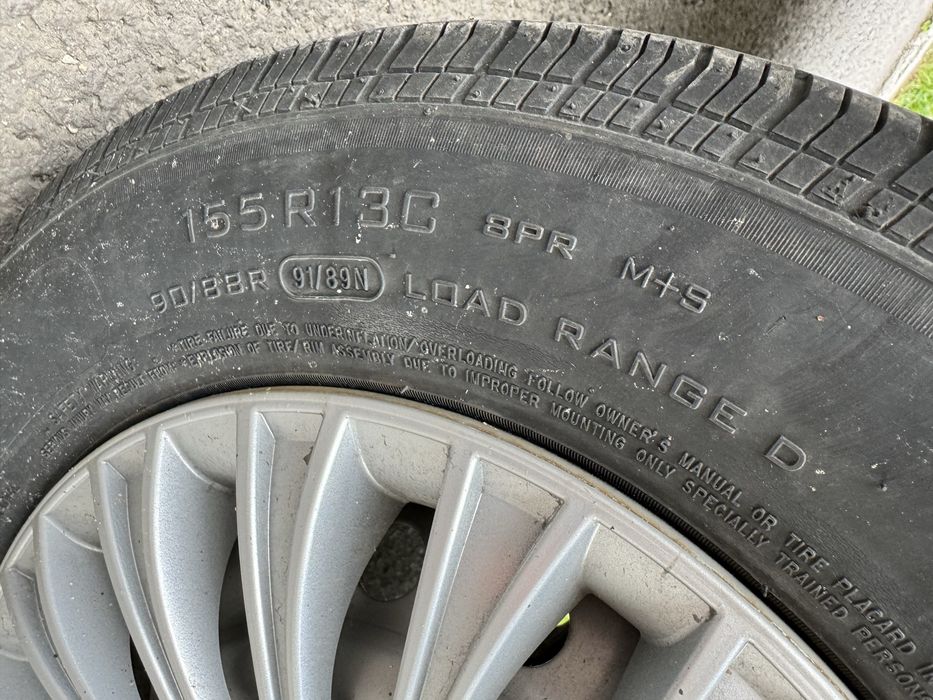 155R13C 8PR M+S
90/88R 91/89N LOAD RANGE D
TIRE FAILURE DUE TO UNDERINFLATION/OVERLOADING FOLLOW OWNER'S MANUAL OR TIRE PLACARD
OF TIRE/RIM ASSEMBLY DUE TO IMPROPER MOUNTING ONLY SPECIALLY TRAINED